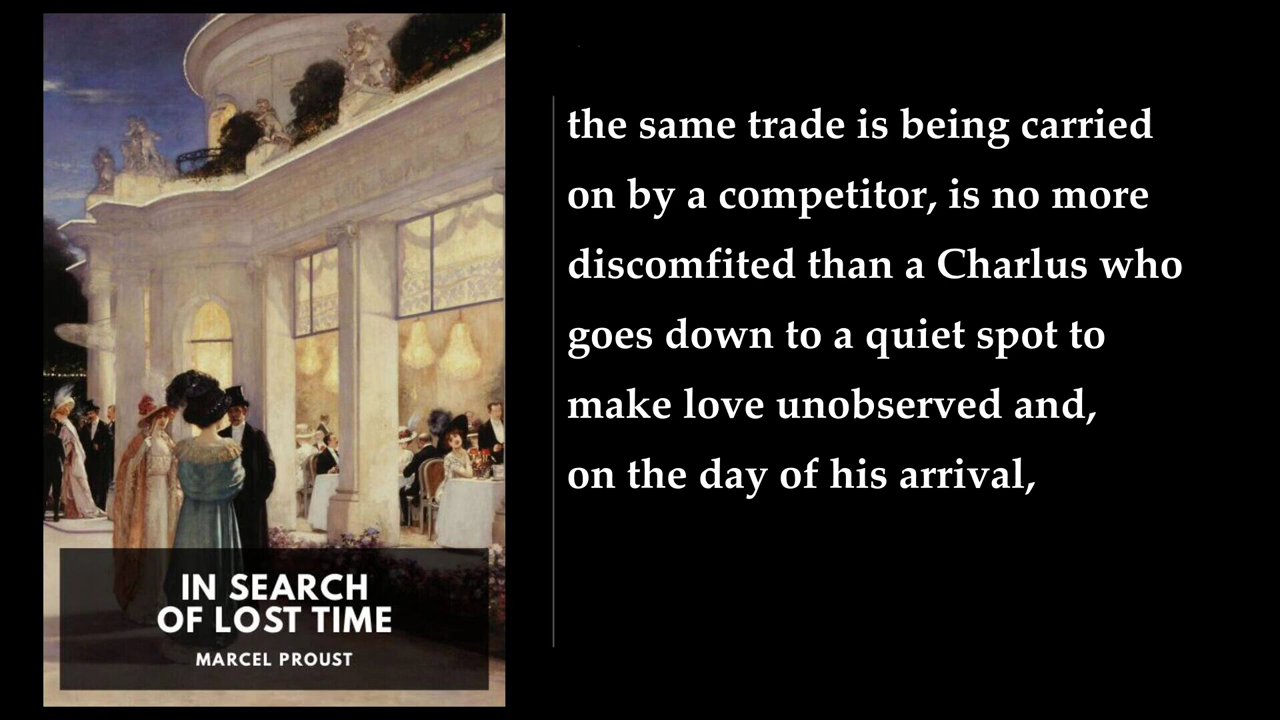 the same trade is being carried
on by a competitor, is no more
discomfited than a Charlus who
goes down to a quiet spot to
make love unobserved and,
on the day of his arrival,
IN SEARCH
OF LOST TIME
MARCEL PROUST